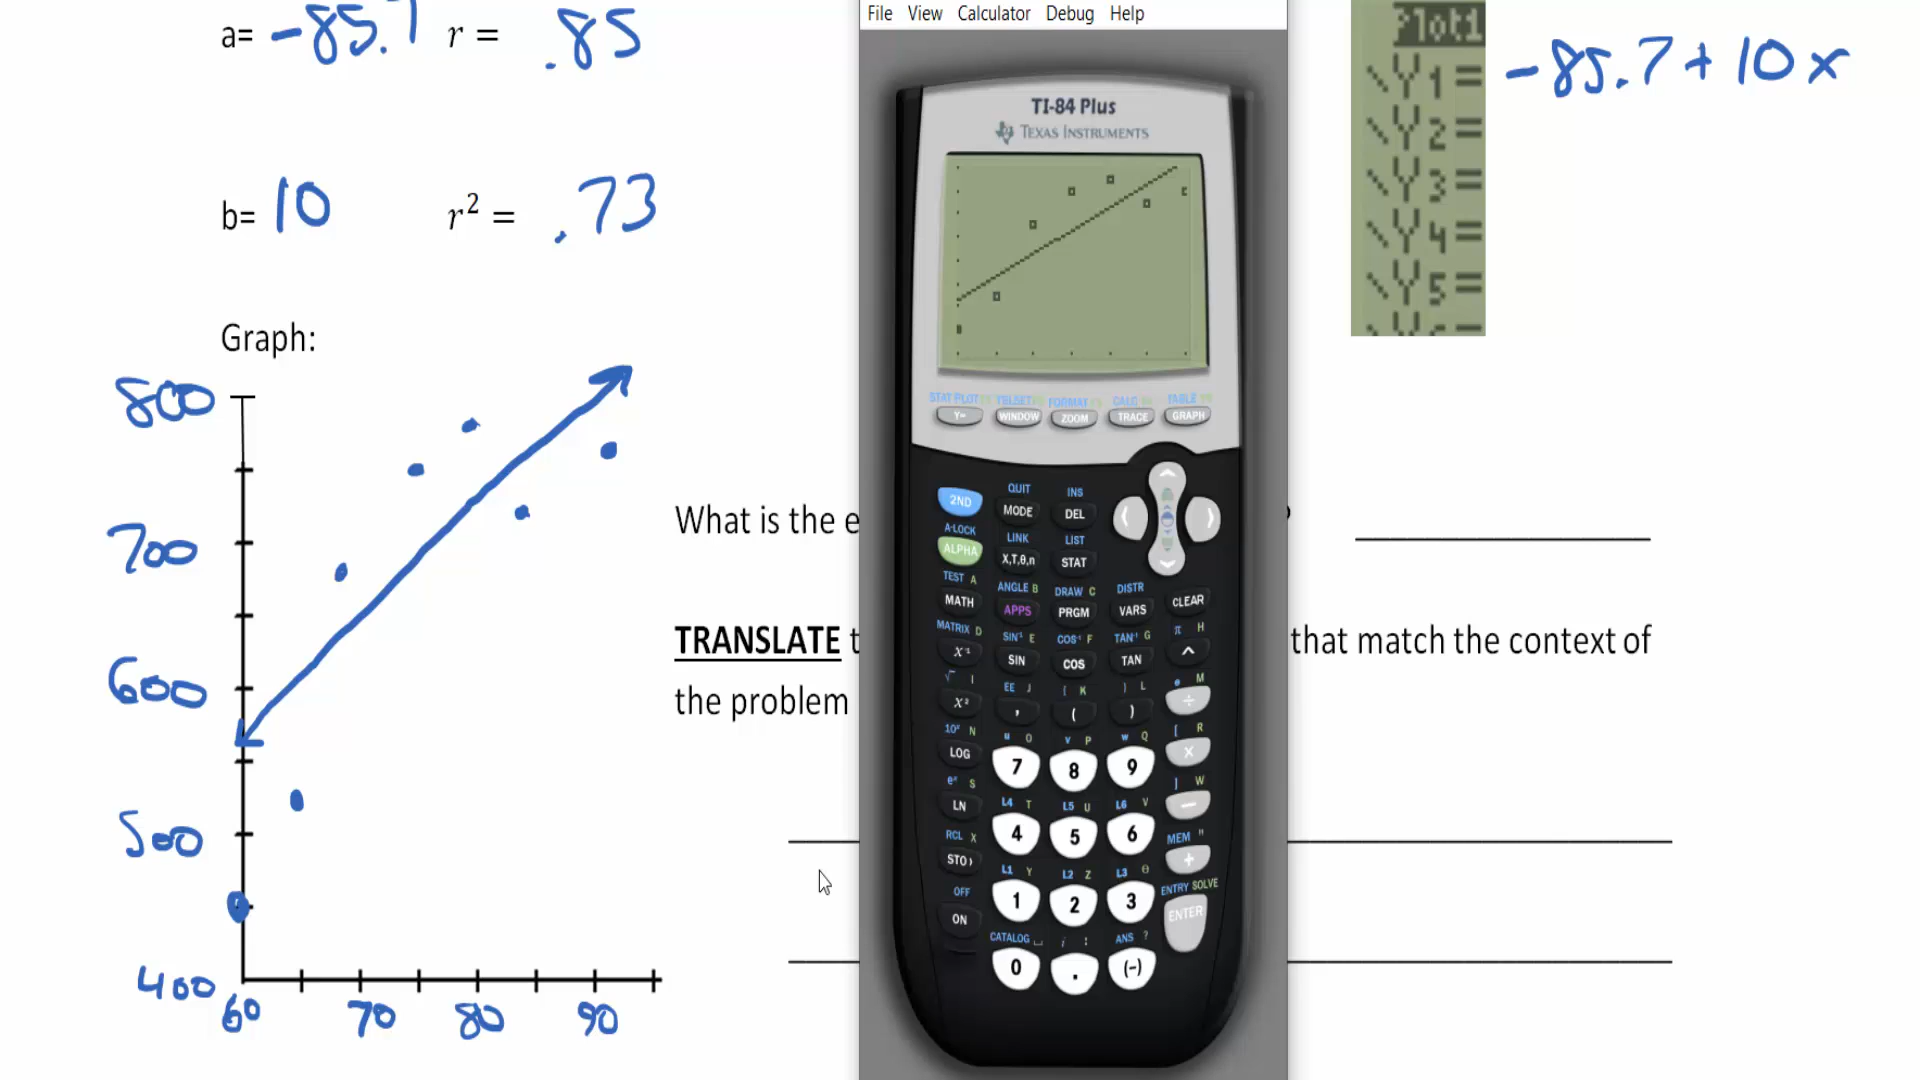 a= -85.7 r = .85
b= 10 r² = .73
Graph:
800
700
600
500
400
60 70 80 90
What is the e
TRANSLATE t
the problem
?
that match the context of
File View Calculator Debug Help
TI-84 Plus
TEXAS INSTRUMENTS
STAT PLOT F1 TBLSET F2 FORMAT F3 CALC F4 TABLE F5
Y= WINDOW ZOOM TRACE GRAPH
QUIT INS
2ND MODE DEL
A-LOCK LINK LIST
ALPHA X,T,θ,n STAT
TEST A ANGLE B DRAW C DISTR
MATH APPS PRGM VARS CLEAR
MATRIX D SIN⁻¹ E COS⁻¹ F TAN⁻¹ G π H
X⁻¹ SIN COS TAN ^
√ I EE J { K } L e M
X² , ( ) ÷
10ˣ N u O v P w Q [ R
LOG 7 8 9 ×
eˣ S L4 T L5 U L6 V ] W
LN 4 5 6 −
RCL X L1 Y L2 Z L3 θ MEM "
STO› 1 2 3 +
OFF CATALOG ⎵ i : ANS ? ENTRY SOLVE
ON 0 . (-) ENTER
Plot1
\Y1= -85.7 + 10x
\Y2=
\Y3=
\Y4=
\Y5=